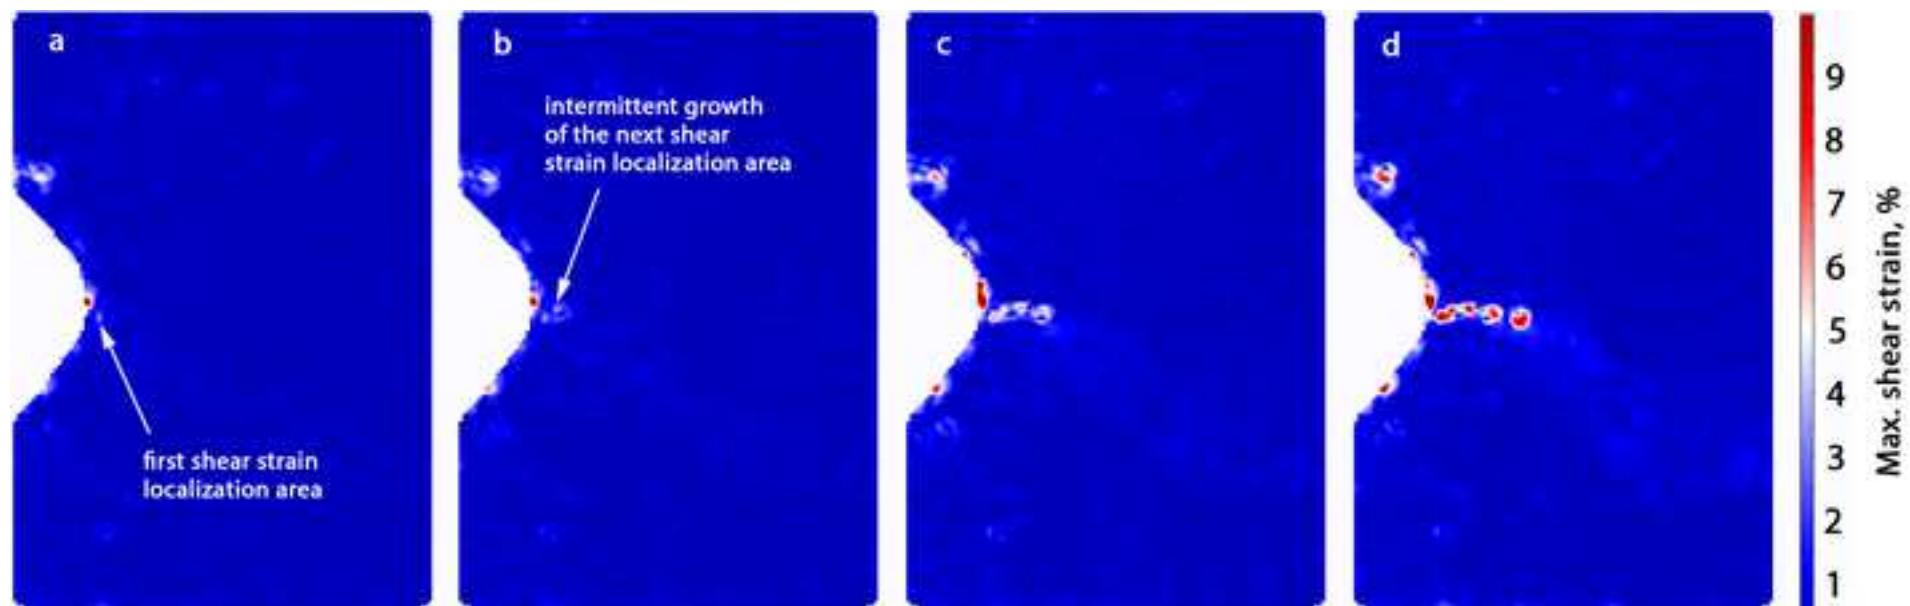 a
first shear strain
localization area
b
intermittent growth
of the next shear
strain localization area
c
d
9
8
7
6
5
4
3
2
1
Max. shear strain, %